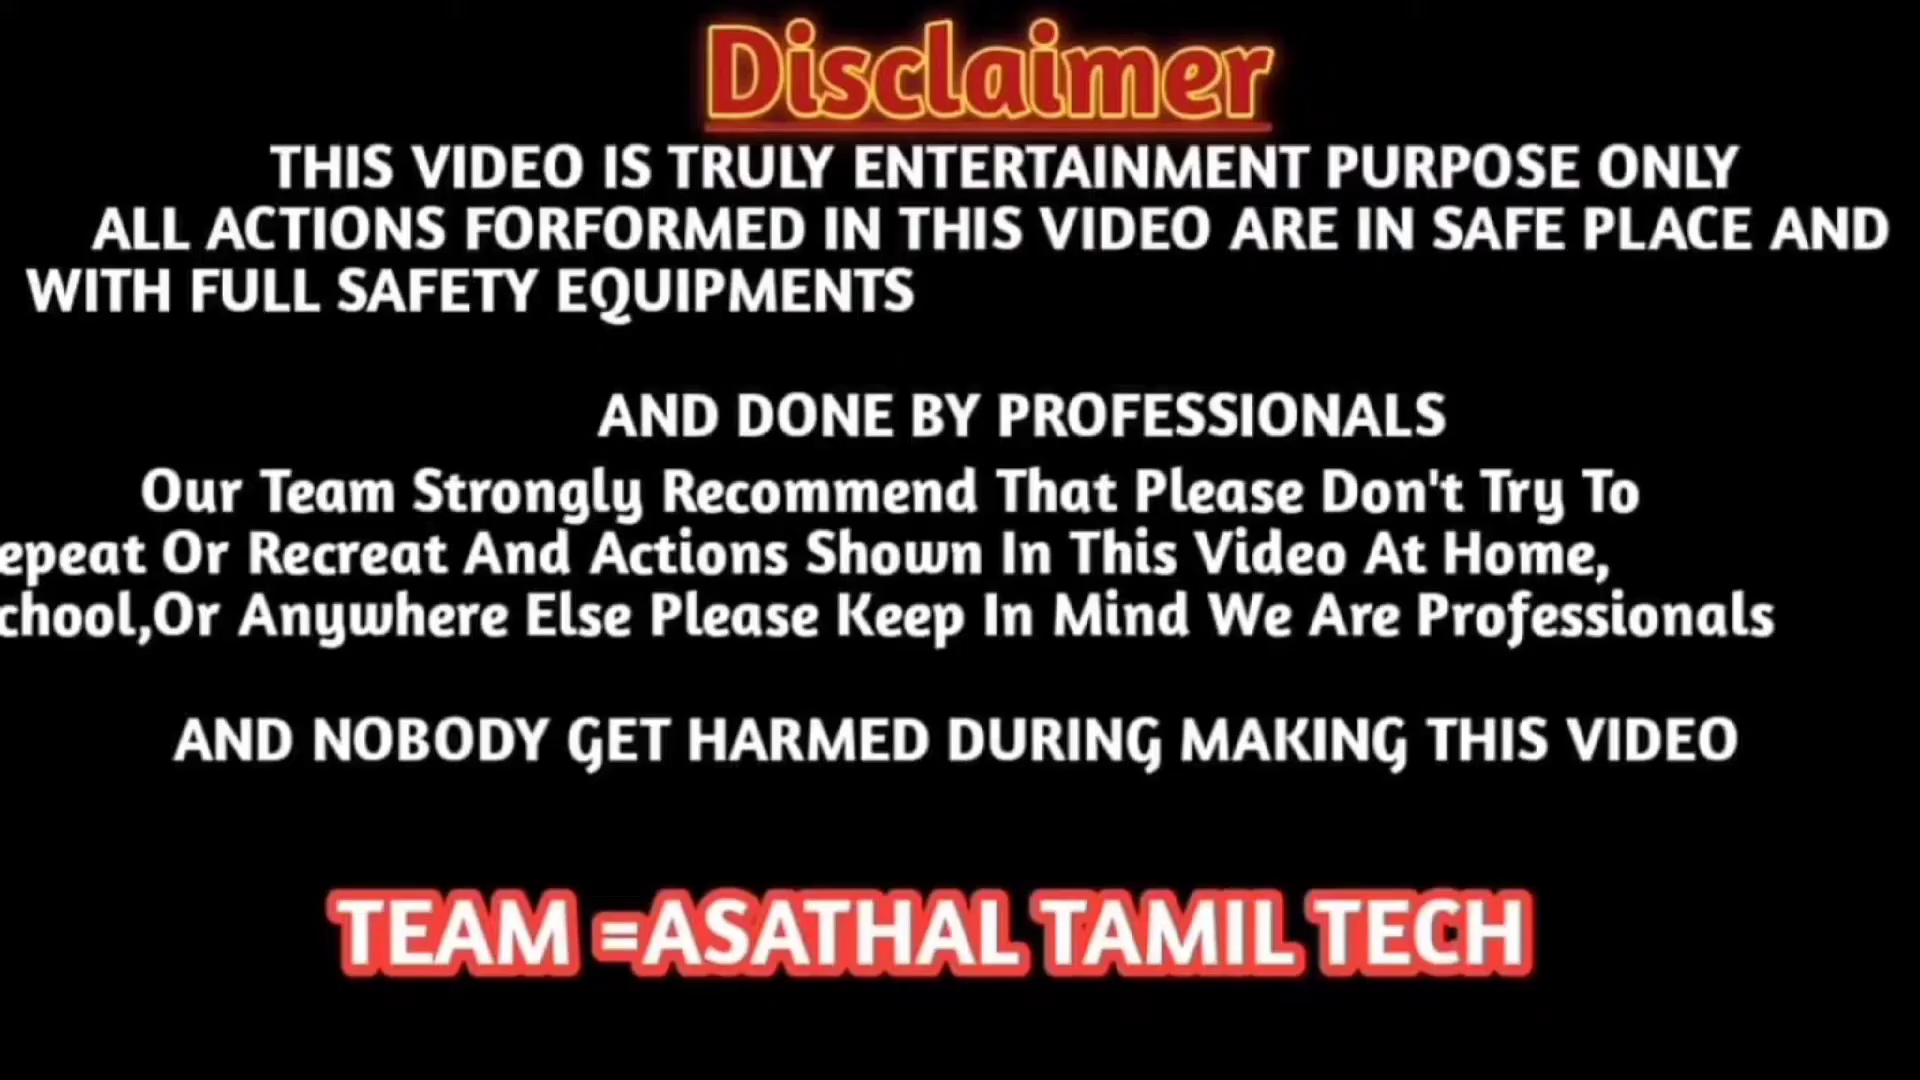 Disclaimer
THIS VIDEO IS TRULY ENTERTAINMENT PURPOSE ONLY
ALL ACTIONS FORFORMED IN THIS VIDEO ARE IN SAFE PLACE AND
WITH FULL SAFETY EQUIPMENTS
AND DONE BY PROFESSIONALS
Our Team Strongly Recommend That Please Don't Try To
epeat Or Recreat And Actions Shown In This Video At Home,
chool,Or Anywhere Else Please Keep In Mind We Are Professionals
AND NOBODY GET HARMED DURING MAKING THIS VIDEO
TEAM =ASATHAL TAMIL TECH